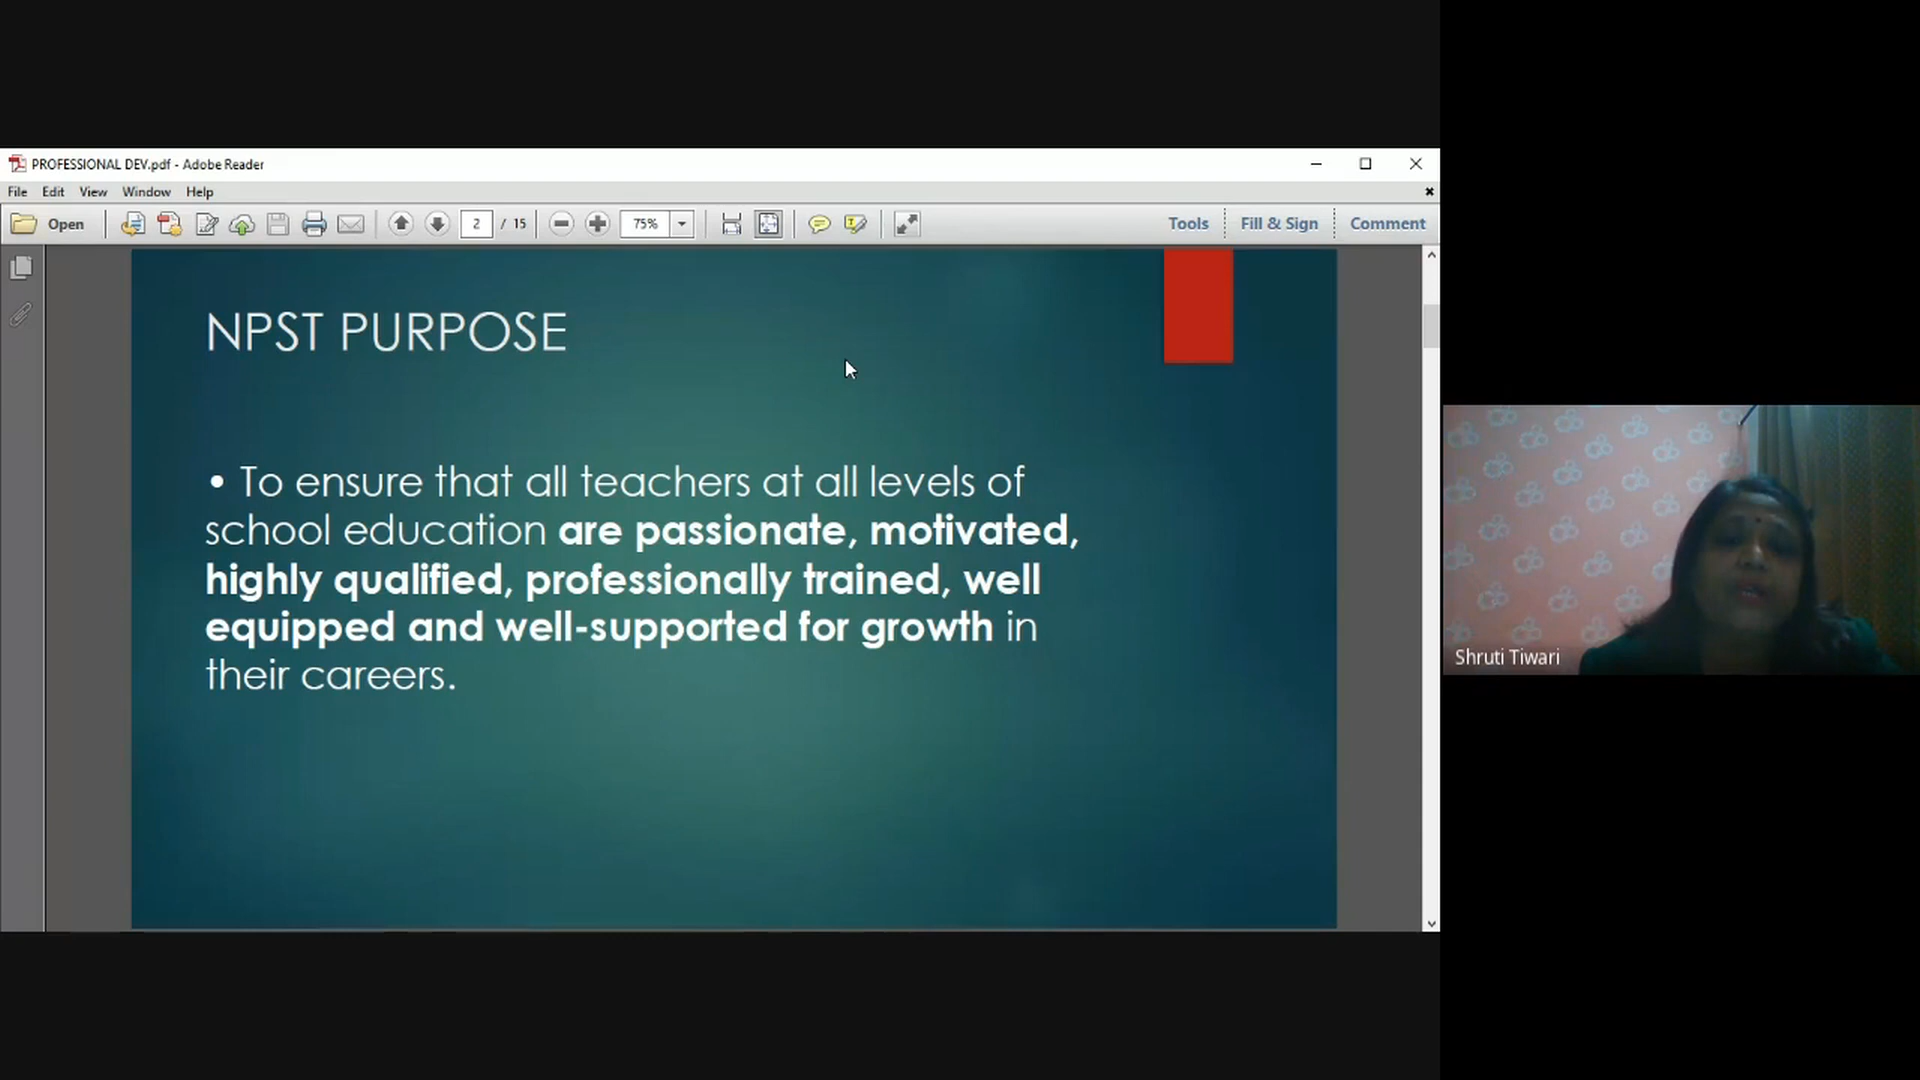 PROFESSIONAL DEV.pdf - Adobe Reader
File Edit View Window Help
Open 2 / 15 75% Tools Fill & Sign Comment
NPST PURPOSE
• To ensure that all teachers at all levels of
school education are passionate, motivated,
highly qualified, professionally trained, well
equipped and well-supported for growth in
their careers.
Shruti Tiwari